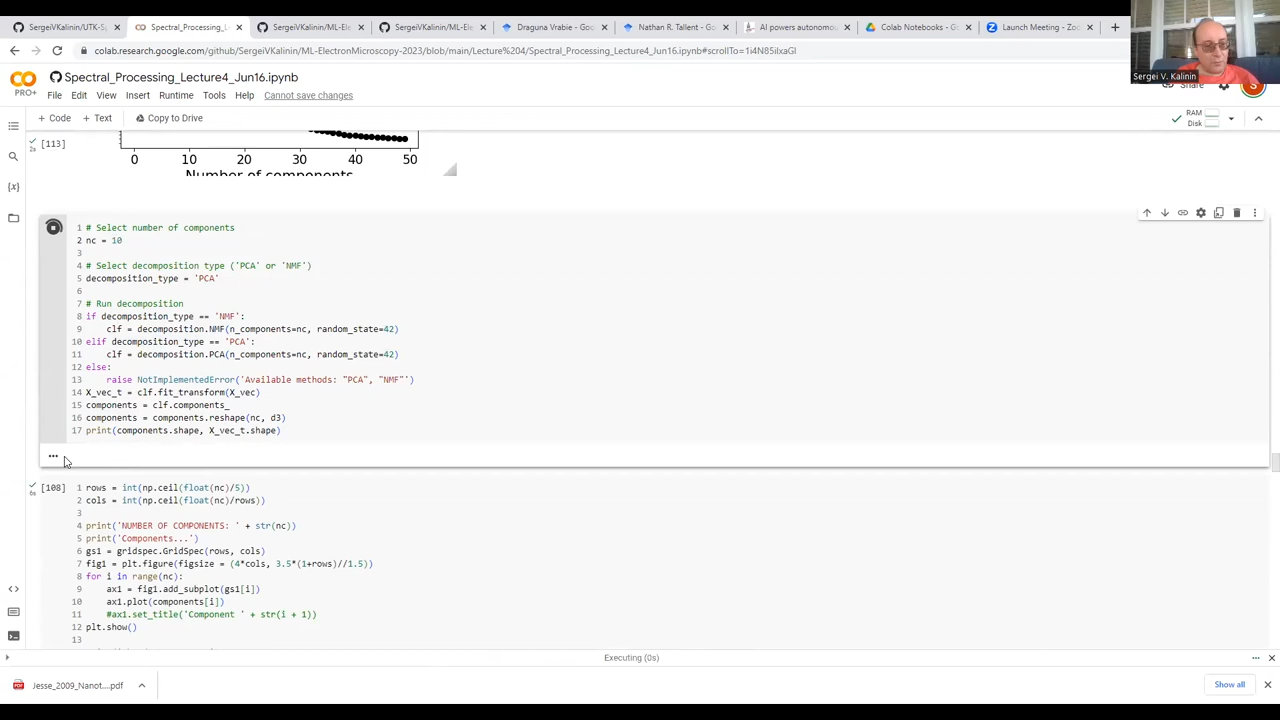 SergeiVKalinin/UTK-S
Spectral_Processing_L
SergeiVKalinin/ML-Ele
SergeiVKalinin/ML-Ele
Draguna Vrabie - Goo
Nathan R. Tallent - Goo
AI powers autonomo
Colab Notebooks - Goo
Launch Meeting - Zoo
colab.research.google.com/github/SergeiVKalinin/ML-ElectronMicroscopy-2023/blob/main/Lecture%204/Spectral_Processing_Lecture4_Jun16.ipynb#scrollTo=1i4N85iIxaGl
Sergei V. Kalinin
PRO+
Spectral_Processing_Lecture4_Jun16.ipynb
File Edit View Insert Runtime Tools Help Cannot save changes
Share
S
+ Code + Text Copy to Drive
RAM
Disk
[113]
2s
0 10 20 30 40 50
Number of components
1 # Select number of components
2 nc = 10
3
4 # Select decomposition type ('PCA' or 'NMF')
5 decomposition_type = 'PCA'
6
7 # Run decomposition
8 if decomposition_type == 'NMF':
9 clf = decomposition.NMF(n_components=nc, random_state=42)
10 elif decomposition_type == 'PCA':
11 clf = decomposition.PCA(n_components=nc, random_state=42)
12 else:
13 raise NotImplementedError('Available methods: "PCA", "NMF"')
14 X_vec_t = clf.fit_transform(X_vec)
15 components = clf.components_
16 components = components.reshape(nc, d3)
17 print(components.shape, X_vec_t.shape)
[108]
6s
1 rows = int(np.ceil(float(nc)/5))
2 cols = int(np.ceil(float(nc)/rows))
3
4 print('NUMBER OF COMPONENTS: ' + str(nc))
5 print('Components...')
6 gs1 = gridspec.GridSpec(rows, cols)
7 fig1 = plt.figure(figsize = (4*cols, 3.5*(1+rows)//1.5))
8 for i in range(nc):
9 ax1 = fig1.add_subplot(gs1[i])
10 ax1.plot(components[i])
11 #ax1.set_title('Component ' + str(i + 1))
12 plt.show()
13
Executing (0s)
Jesse_2009_Nanot....pdf
Show all